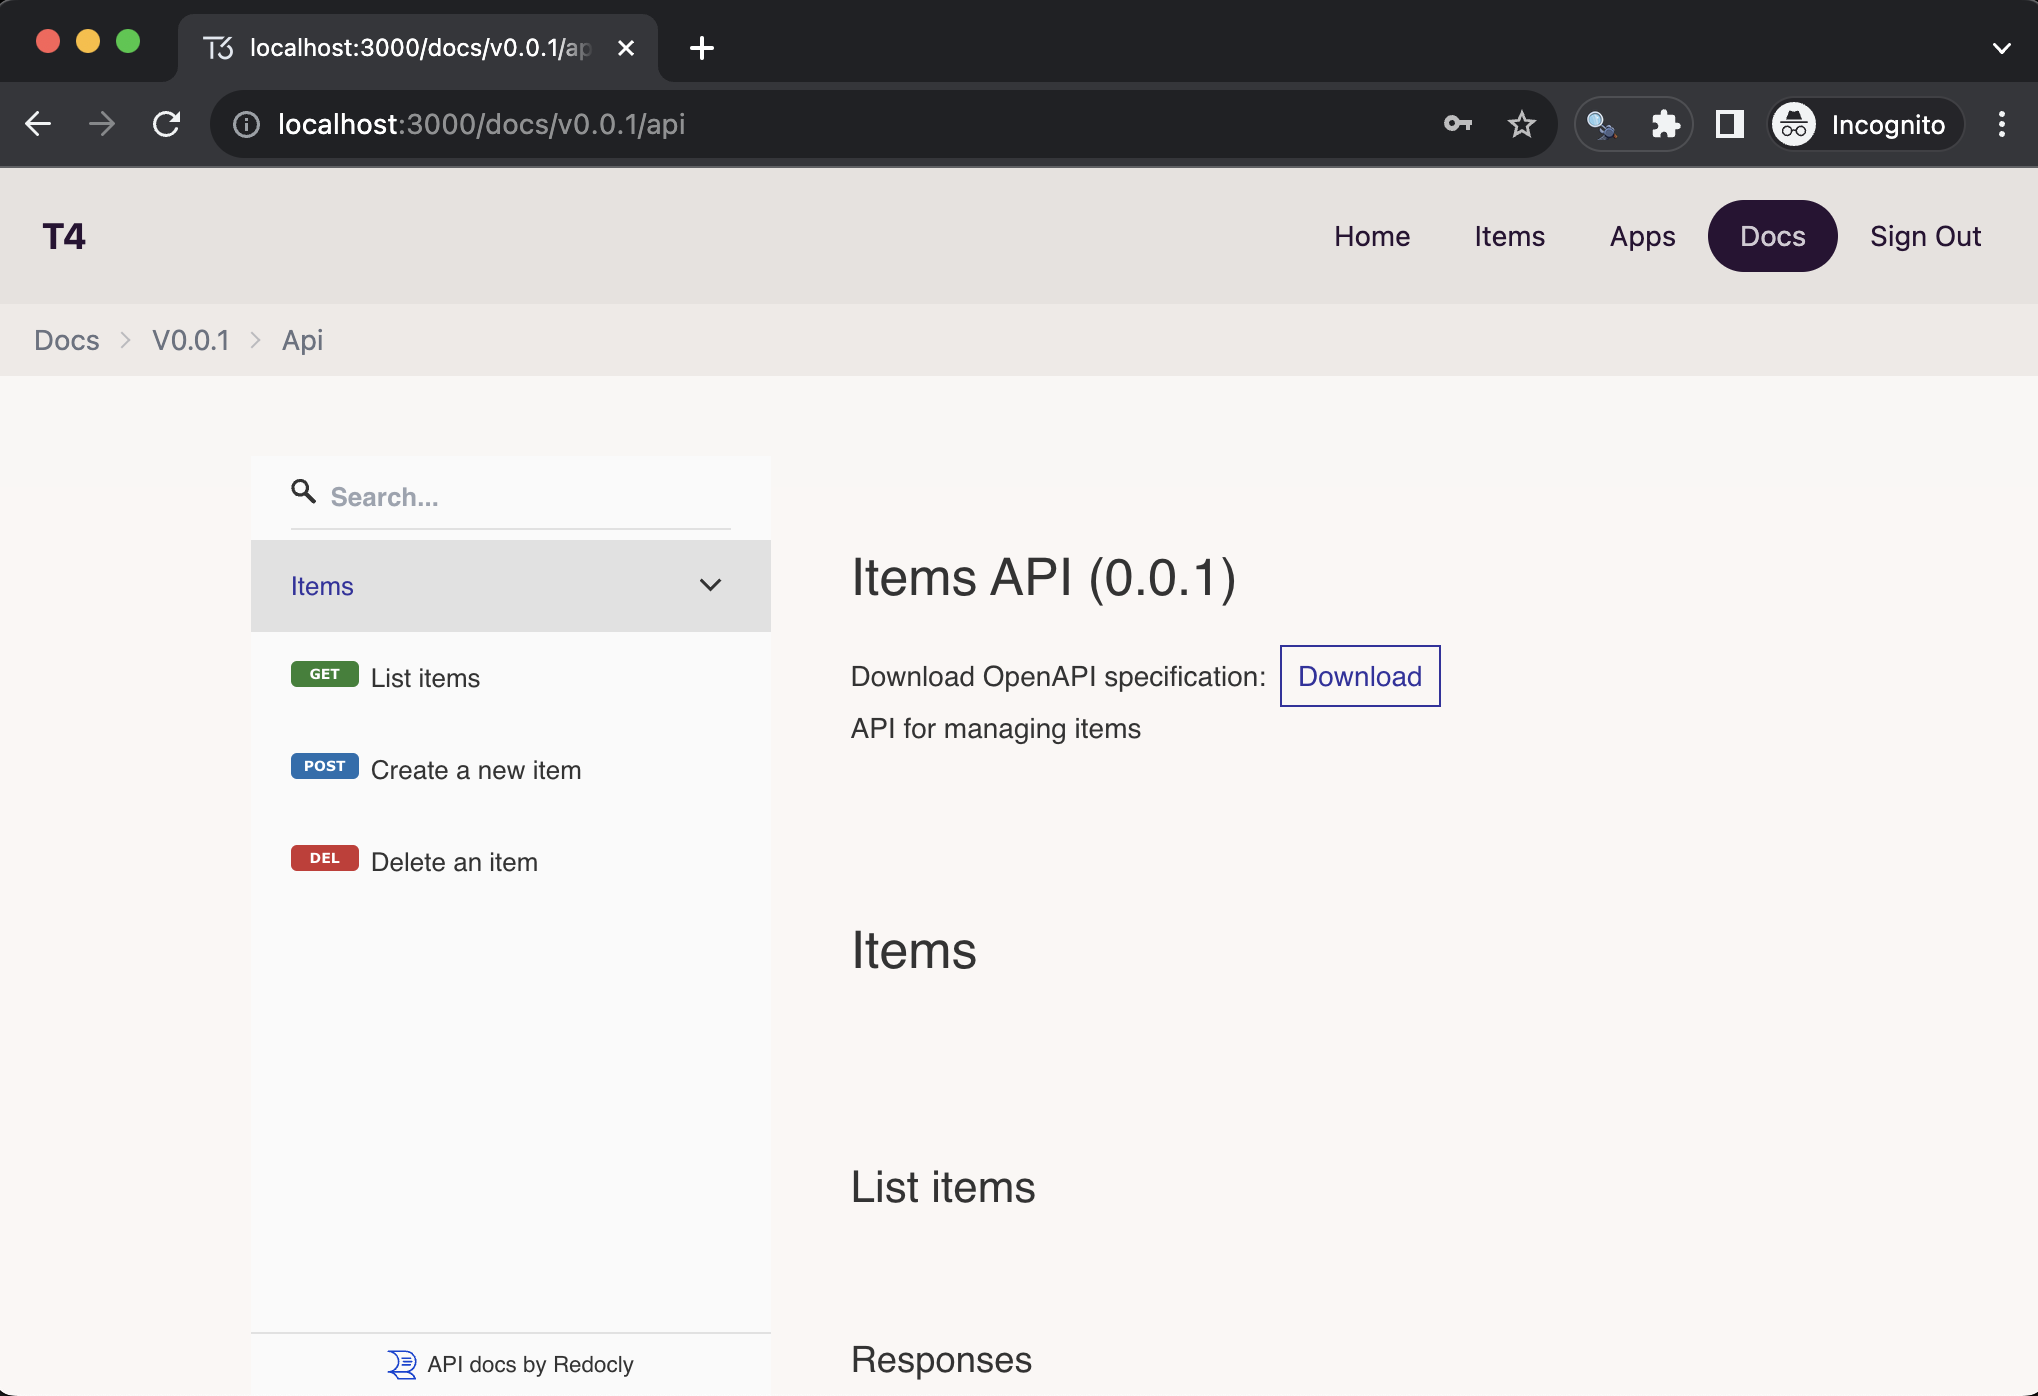 T3 localhost:3000/docs/v0.0.1/ap
localhost:3000/docs/v0.0.1/api
Incognito
T4
Home
Items
Apps
Docs
Sign Out
Docs
V0.0.1
Api
Search...
Items
GET List items
POST Create a new item
DEL Delete an item
API docs by Redocly
Items API (0.0.1)
Download OpenAPI specification: Download
API for managing items
Items
List items
Responses